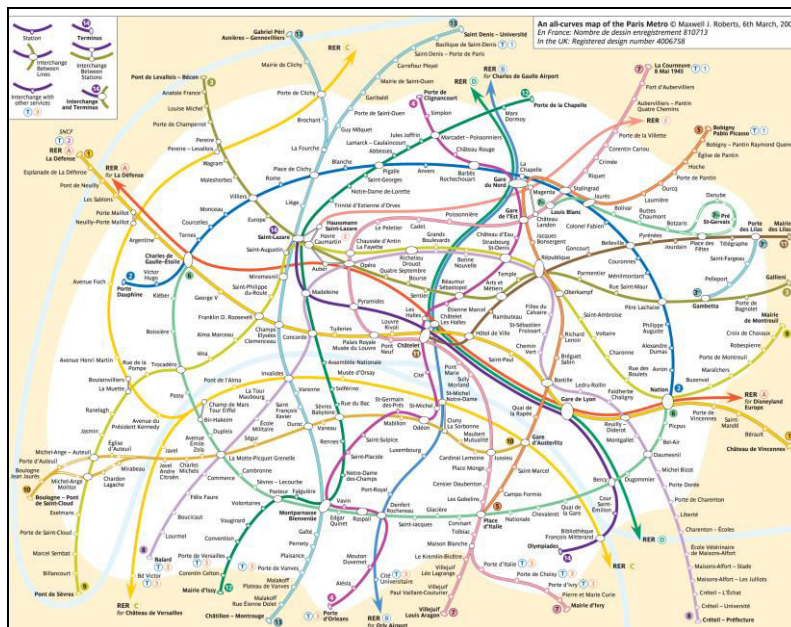 An all-curves map of the Paris Metro © Maxwell J. Roberts, 6th March, 200
En France: Nombre de dessin enregistrement 810713
In the UK: Registered design number 4006758
Station
Terminus
Interchange
Between
Lines
Interchange
Between
Stations
Interchange with
other services
Interchange
and Terminus
Gabriel Péri
Asnières – Gennevilliers
Mairie de Clichy
Porte de Clichy
Brochant
La Fourche
Place de Clichy
Liège
Saint Denis – Université
Basilique de Saint-Denis
Saint-Denis – Porte de Paris
Carrefour Pleyel
Mairie de Saint-Ouen
Garibaldi
Porte de Saint-Ouen
Guy Môquet
RER C
RER D
RER B
for Charles de Gaulle Airport
La Courneuve
8 Mai 1945
Fort d'Aubervilliers
Aubervilliers – Pantin
Quatre Chemins
RER E
Porte de la Villette
Corentin Cariou
Crimée
Riquet
Stalingrad
Bobigny
Pablo Picasso
Bobigny – Pantin Raymond Quene
Église de Pantin
Hoche
Porte de Pantin
Ourcq
Laumière
Jaurès
Porte de
Clignancourt
Simplon
Marcadet – Poissonniers
Château Rouge
Marx
Dormoy
Porte de la Chapelle
Jules Joffrin
Lamarck – Caulaincourt
Abbesses
Pigalle
Saint-Georges
Notre-Dame-de-Lorette
Trinité-d'Estienne d'Orves
Blanche
Anvers
Barbès
Rochechouart
La
Chapelle
Gare
du Nord
Magenta
Gare
de l'Est
Château
Landon
Louis Blanc
Bolivar
Buttes
Chaumont
Botzaris
Danube
Pré
St-Gervais
Place
des Fêtes
Jourdain
Pyrénées
Belleville
Télégraphe
Porte
des Lilas
Mairie
des Lilas
Saint-Fargeau
Pelleport
Gambetta
Gallieni
Porte de
Bagnolet
Pont de Levallois – Bécon
Anatole France
Louise Michel
Porte de Champerret
Pereire
Pereire – Levallois
Wagram
Malesherbes
Villiers
Monceau
Courcelles
Ternes
Europe
Rome
SNCF
RER A
La Défense
RER A
for La Défense
Esplanade de La Défense
Pont de Neuilly
Les Sablons
Porte Maillot
Neuilly-Porte Maillot
Argentine
Charles de
Gaulle–Étoile
Victor
Hugo
Porte
Dauphine
Kléber
Avenue Foch
George V
Boissière
Franklin D. Roosevelt
Alma Marceau
Iéna
Trocadéro
Passy
Saint-Lazare
Haussmann
Saint-Lazare
Havre
Caumartin
Saint-Augustin
Miromesnil
Saint-Philippe-
du-Roule
Champs
Elysées
Clemenceau
Concorde
Madeleine
Auber
Opéra
Chaussée-d'Antin
La Fayette
Le Peletier
Cadet
Poissonnière
Richelieu
Drouot
Grands
Boulevards
Bonne
Nouvelle
Strasbourg
St-Denis
Château d'Eau
Jacques
Bonsergent
Colonel Fabien
Goncourt
République
Temple
Arts et
Métiers
Réaumur
Sébastopol
Sentier
Bourse
Quatre Septembre
Pyramides
Tuileries
Palais Royale
Musée du Louvre
Louvre
Rivoli
Pont
Neuf
Les Halles
Châtelet
Les Halles
Étienne Marcel
Rambuteau
Hôtel de Ville
Châtelet
Cité
Filles du
Calvaire
St-Sébastien
Froissart
Chemin
Vert
Saint-Paul
Bastille
Oberkampf
Richard
Lenoir
Bréguet
Sabin
Parmentier
Rue Saint-Maur
Couronnes
Ménilmontant
Père Lachaise
Saint-Ambroise
Voltaire
Charonne
Philippe
Auguste
Alexandre
Dumas
Avron
Rue des
Boulets
Nation
Mairie de
Montreuil
Croix de Chavaux
Robespierre
Porte de Montreuil
Maraîchers
Buzenval
RER A
for Disneyland
Europe
Porte de
Vincennes
Saint-
Mandé
Bérault
Château de Vincennes
Ledru-Rollin
Faidherbe
Chaligny
Gare de Lyon
Reuilly –
Diderot
Montgallet
Picpus
Bel-Air
Daumesnil
Dugommier
Michel Bizot
Porte Dorée
Porte de Charenton
Liberté
Charenton – Écoles
École Vétérinaire
de Maisons-Alfort
Maisons-Alfort – Stade
Maisons-Alfort – Les Juilliots
Créteil – L'Échat
Créteil – Université
Créteil – Préfecture
Avenue Henri Martin
Rue de la
Pompe
Boulainvilliers
La Muette
Ranelagh
Jasmin
Avenue du
Président Kennedy
Michel-Ange – Auteuil
Église
d'Auteuil
Porte d'Auteuil
Boulogne
Jean Jaurès
Michel-Ange
Molitor
Chardon
Lagache
Mirabeau
Javel
Javel
André
Citroën
Boulogne – Pont
de Saint-Cloud
Exelmans
Porte de Saint-Cloud
Marcel Sembat
Billancourt
Pont de Sèvres
Pont de l'Alma
Invalides
La Tour
Maubourg
École
Militaire
Champ de Mars
Tour Eiffel
Bir-Hakeim
Dupleix
Avenue
Émile
Zola
Charles
Michels
La Motte-Picquet Grenelle
Ségur
Cambronne
Sèvres – Lecourbe
Commerce
Félix Faure
Boucicaut
Lourmel
Balard
Bd Victor
RER C
for Château de Versailles
Assemblée Nationale
Musée d'Orsay
Solférino
Rue du Bac
Varenne
Saint
François
Xavier
Duroc
Vaneau
Sèvres
Babylone
Rennes
St-Germain
des-Prés
Mabillon
Odéon
St-Michel
Saint-Sulpice
Saint-Placide
Notre-Dame
des-Champs
Pasteur
Falguière
Montparnasse
Bienvenüe
Edgar
Quinet
Vavin
Raspail
Volontaires
Vaugirard
Convention
Porte de Versailles
Corentin Celton
Mairie d'Issy
Gaîté
Pernety
Plaisance
Porte de Vanves
Malakoff
Plateau de Vanves
Malakoff
Rue Étienne Dolet
Châtillon – Montrouge
Mouton
Duvernet
Alésia
Porte
d'Orléans
Pont
Marie
Sully
Morland
St-Michel
Notre-Dame
Cluny
La Sorbonne
Maubert
Mutualité
Cardinal Lemoine
Jussieu
Place Monge
Censier Daubenton
Les Gobelins
Luxembourg
Port-Royal
Denfert
Rochereau
Cité
Universitaire
RER B
for Orly Airport
Saint-Jacques
Glacière
Corvisart
Tolbiac
Place
d'Italie
Maison Blanche
Le Kremlin-Bicêtre
Villejuif
Léo Lagrange
Villejuif
Paul Vaillant-Couturier
Villejuif
Louis Aragon
Porte d'Italie
Porte de Choisy
Porte d'Ivry
Pierre et Marie Curie
Mairie d'Ivry
Quai de
la Rapée
Gare
d'Austerlitz
Saint-Marcel
Campo Formio
Nationale
Chevaleret
Quai de
la Gare
Bercy
Cour
Saint-
Émilion
Bibliothèque
François Mitterand
Olympiades
RER C
RER D